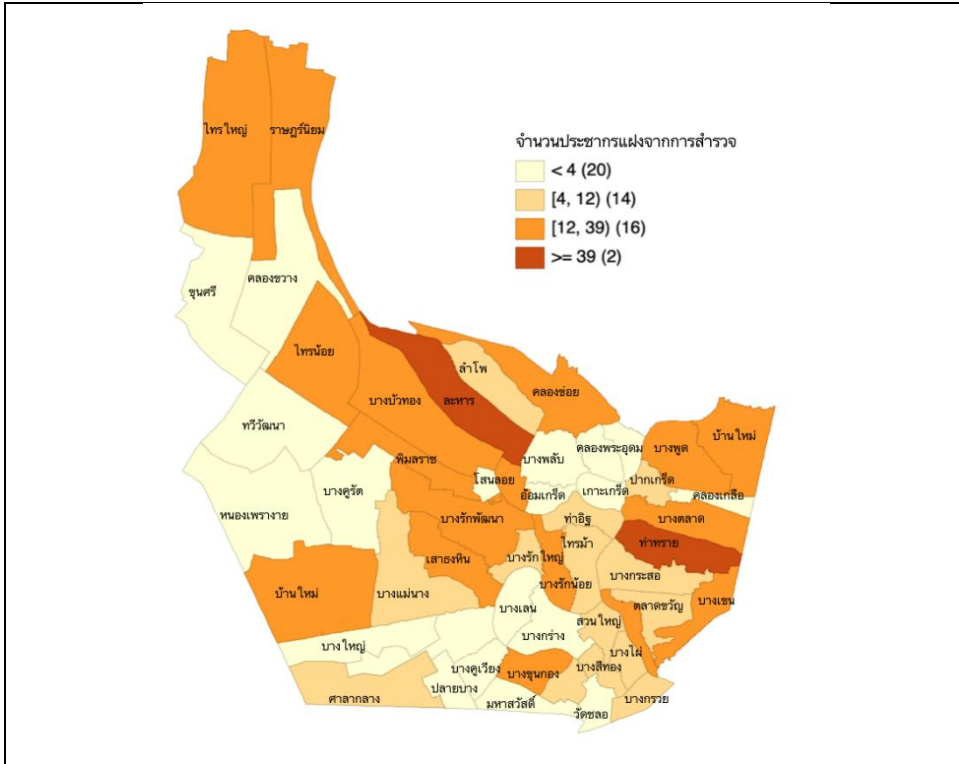 ไทรใหญ่
ราษฎร์นิยม
จำนวนประชากรแฝงจากการสำรวจ
< 4 (20)
[4, 12) (14)
[12, 39) (16)
>= 39 (2)
ขุนศรี
คลองขวาง
ไทรน้อย
ลำโพ
บางบัวทอง
ละหาร
คลองข่อย
ทวีวัฒนา
พิมลราช
บางพลับ
คลองพระอุดม
บางพูด
บ้านใหม่
บางคูรัต
โสนลอย
อ้อมเกร็ด
เกาะเกร็ด
ปากเกร็ด
คลองเกลือ
หนองเพรางาย
บางรักพัฒนา
ท่าอิฐ
บางตลาด
เสาธงหิน
บางรักใหญ่
ไทรม้า
ท่าทราย
บ้านใหม่
บางแม่นาง
บางรักน้อย
บางกระสอ
บางเลน
ตลาดขวัญ
บางเขน
บางใหญ่
บางกร่าง
สวนใหญ่
บางไผ่
บางคูเวียง
บางขุนกอง
บางสีทอง
ศาลากลาง
ปลายบาง
มหาสวัสดิ์
วัดชลอ
บางกรวย